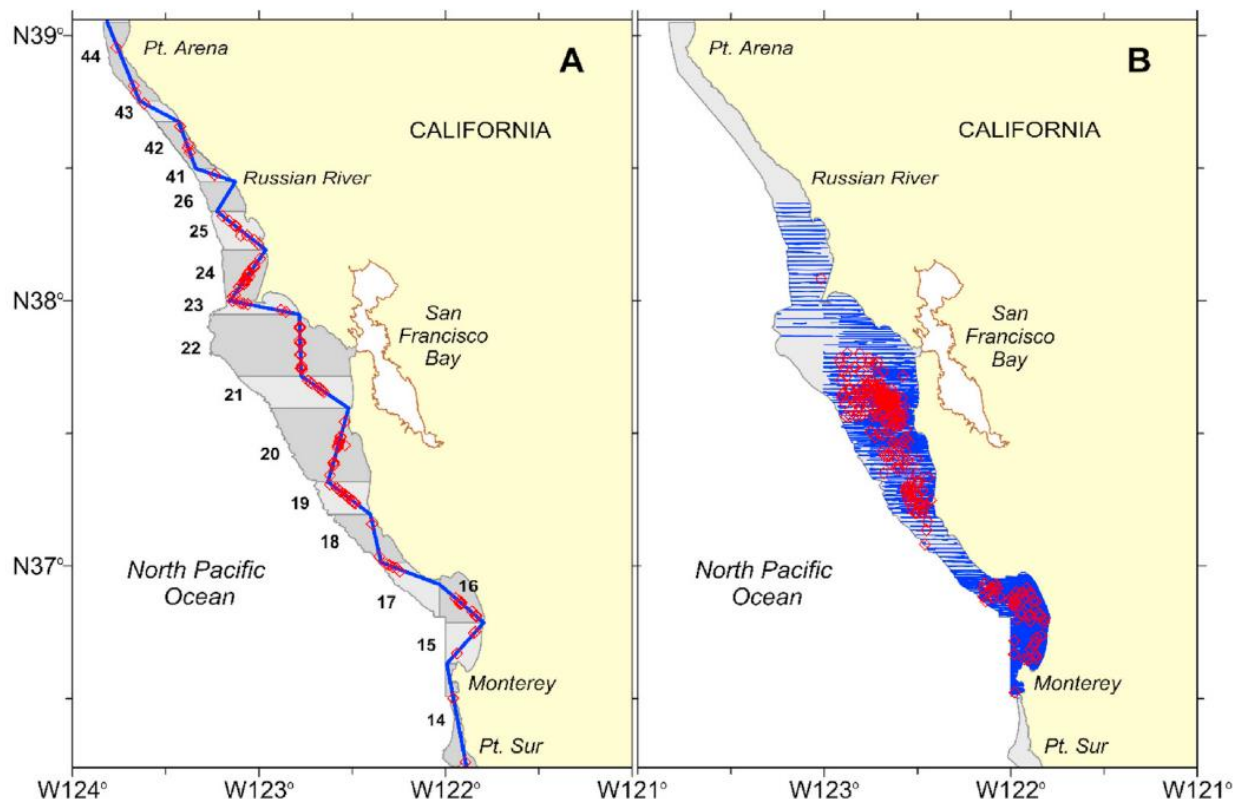 N39°
N38°
N37°
W124°
W123°
W122°
W121°
A
44
Pt. Arena
43
42
CALIFORNIA
41
Russian River
26
25
24
23
22
San
Francisco
Bay
21
20
19
18
North Pacific
Ocean
17
16
15
Monterey
14
Pt. Sur
B
Pt. Arena
CALIFORNIA
Russian River
San
Francisco
Bay
North Pacific
Ocean
Monterey
Pt. Sur
W123°
W122°
W121°